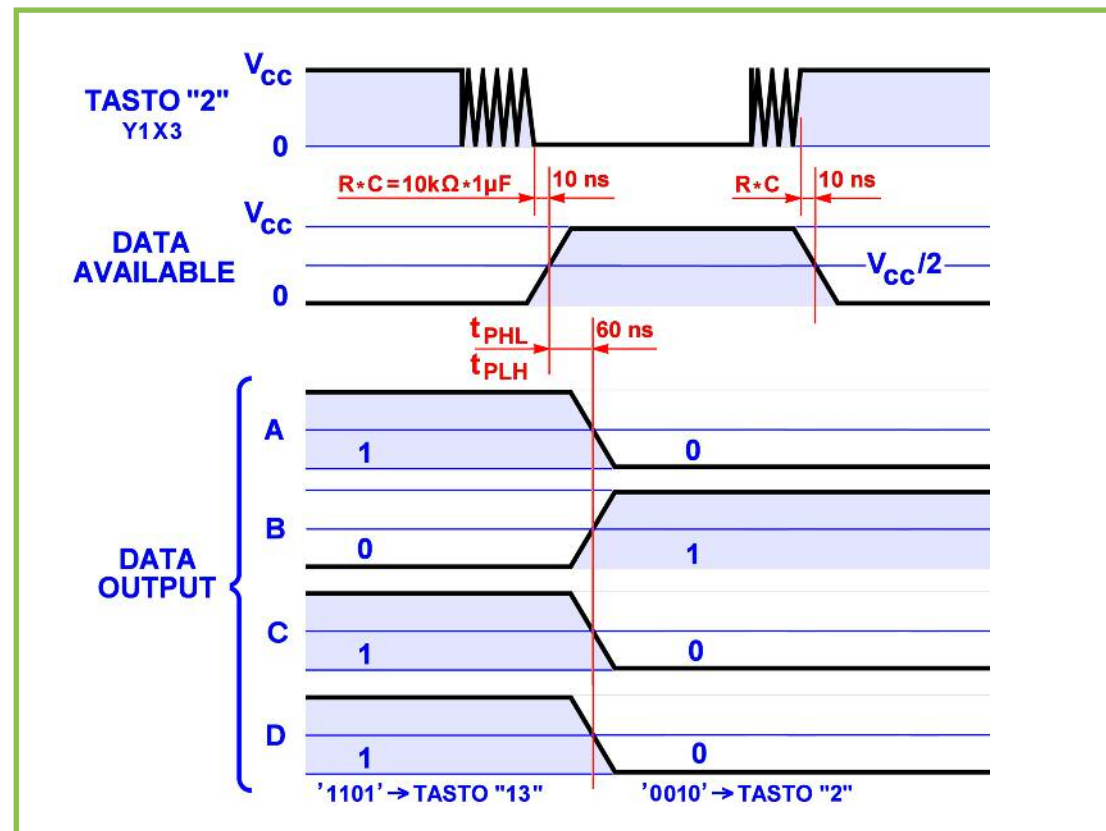 Vcc
TASTO "2"
Y1X3
0
R*C=10kΩ*1µF
10 ns
R*C
10 ns
Vcc
DATA
AVAILABLE
Vcc/2
0
tPHL
60 ns
tPLH
A
1
0
B
0
1
DATA
OUTPUT
C
1
0
D
1
0
'1101'→TASTO "13"
'0010'→TASTO "2"